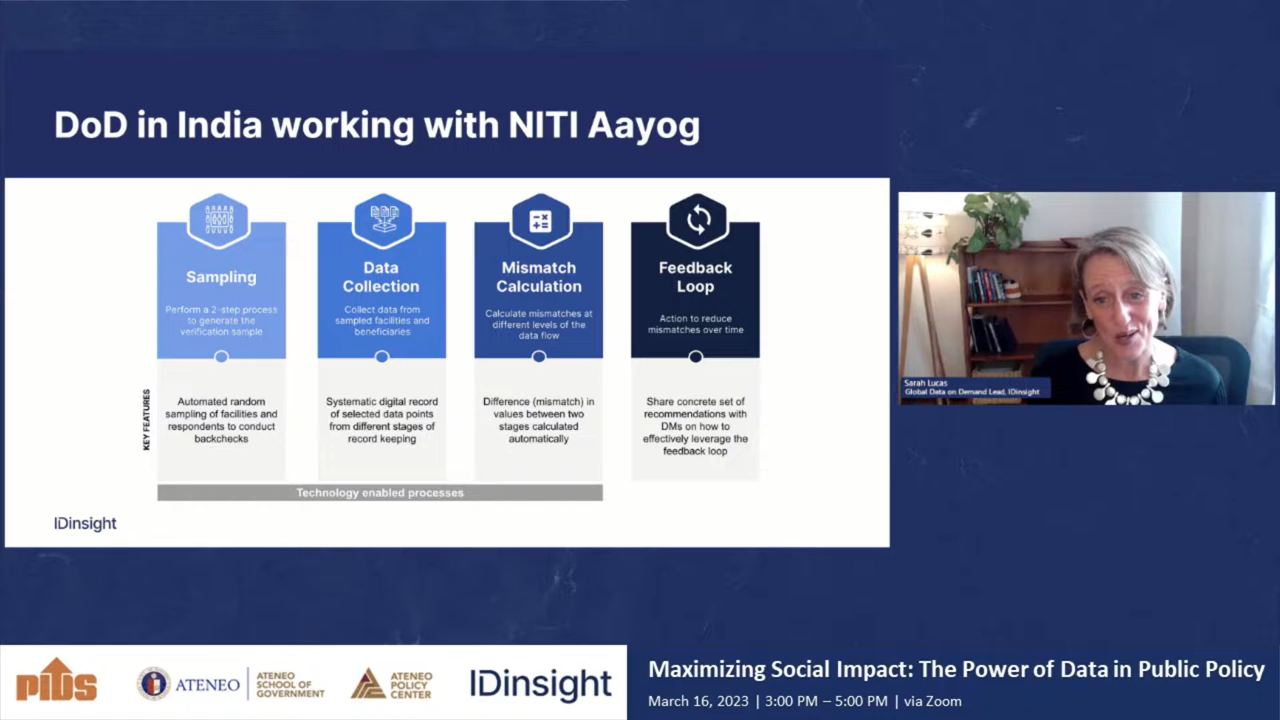 DoD in India working with NITI Aayog
Sampling
Perform a 2-step process
to generate the
verification sample
Data
Collection
Collect data from
sampled facilities and
beneficiaries
Mismatch
Calculation
Calculate mismatches at
different levels of the
data flow
Feedback
Loop
Action to reduce
mismatches over time
KEY FEATURES
Automated random
sampling of facilities and
respondents to conduct
backchecks
Systematic digital record
of selected data points
from different stages of
record keeping
Difference (mismatch) in
values between two
stages calculated
automatically
Share concrete set of
recommendations with
DMs on how to
effectively leverage the
feedback loop
Technology enabled processes
IDinsight
Sarah Lucas
Global Data on Demand Lead, IDinsight
PIDS
ATENEO
ATENEO
SCHOOL OF
GOVERNMENT
ATENEO
POLICY
CENTER
IDinsight
Maximizing Social Impact: The Power of Data in Public Policy
March 16, 2023 | 3:00 PM – 5:00 PM | via Zoom